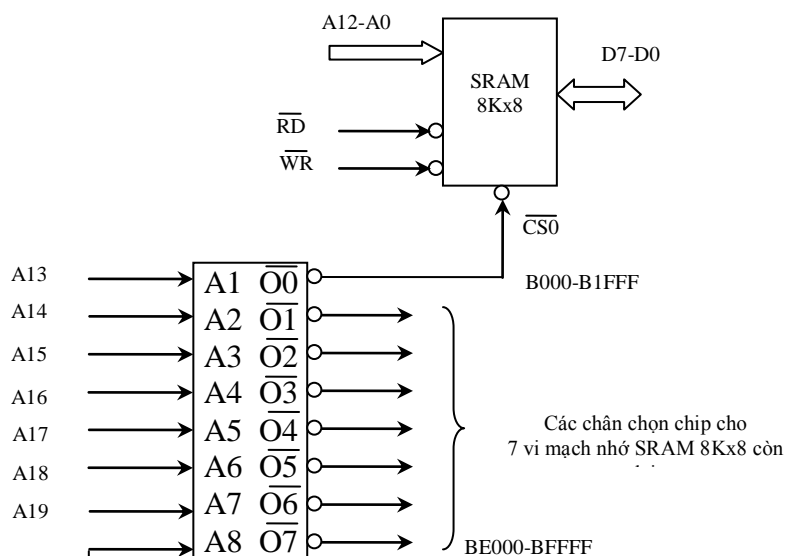 A12-A0
D7-D0
SRAM
8Kx8
RD
WR
CS0
A13
A1 O0
B000-B1FFF
A14
A2 O1
A15
A3 O2
A16
A4 O3
A17
A5 O4
A18
A6 O5
A19
A7 O6
A8 O7
Các chân chọn chip cho
7 vi mạch nhớ SRAM 8Kx8 còn
BE000-BFFFF